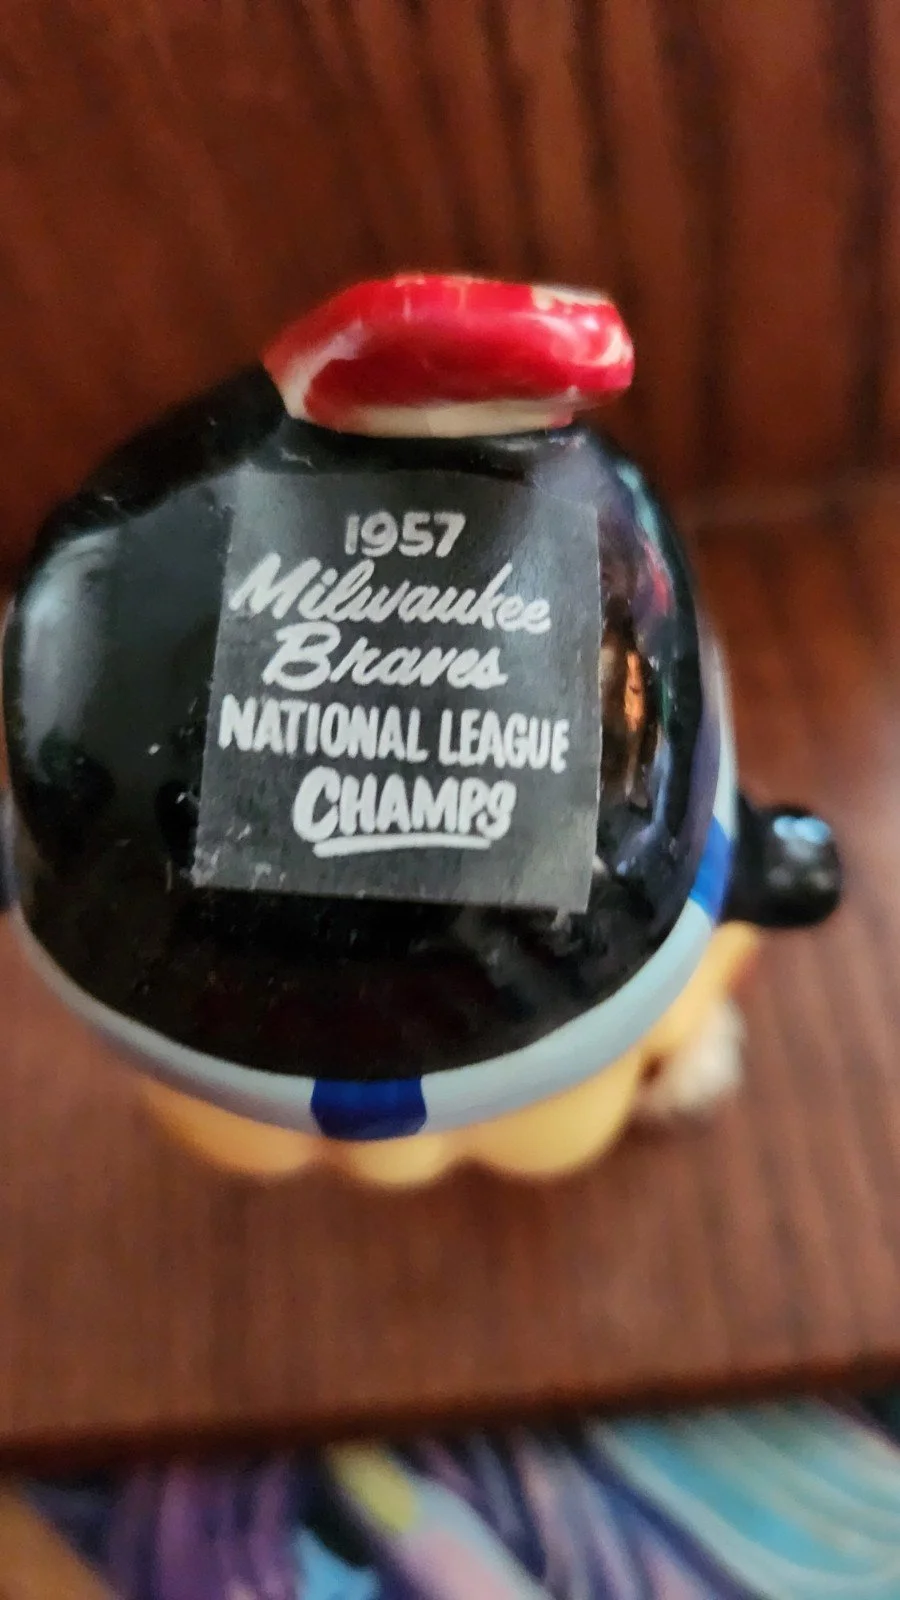 1957
Milwaukee
Braves
NATIONAL LEAGUE
CHAMPS